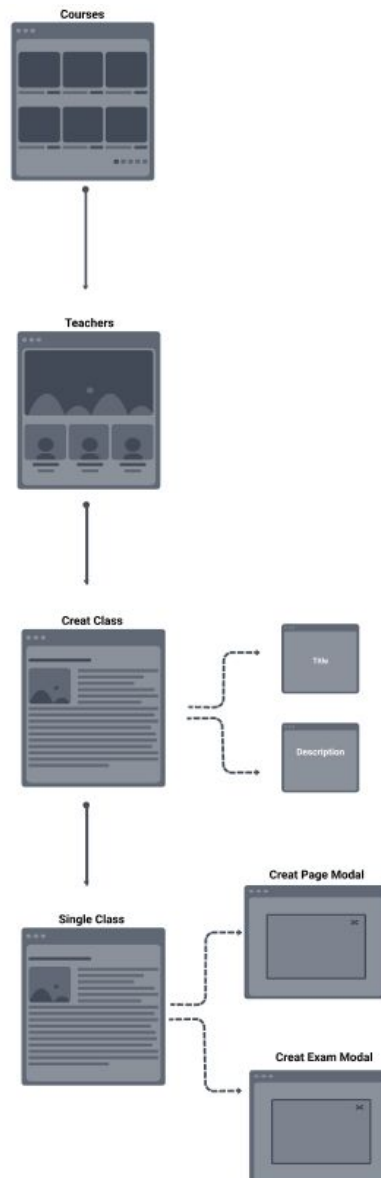 Courses
Teachers
Creat Class
Title
Description
Creat Page Modal
Single Class
Creat Exam Modal